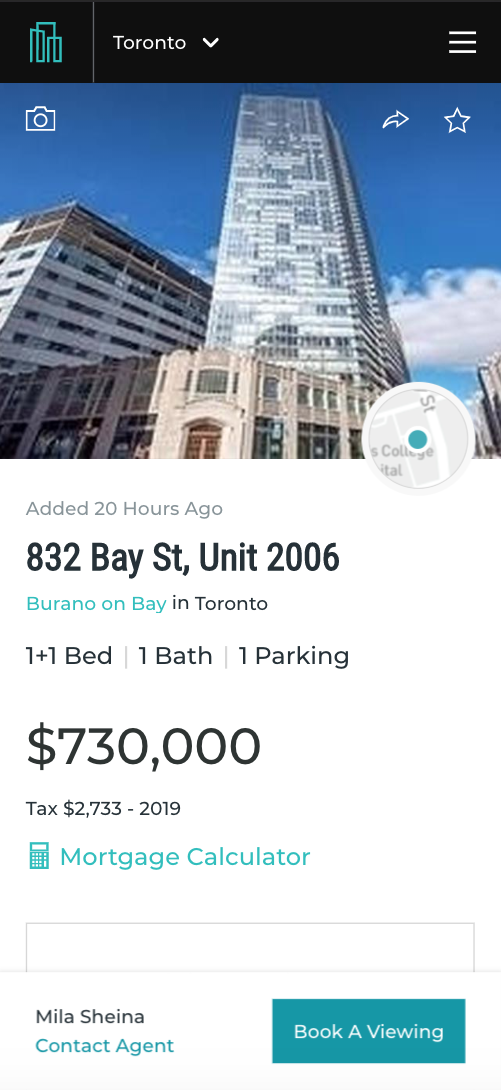 Toronto
St
s College
ital
Added 20 Hours Ago
832 Bay St, Unit 2006
Burano on Bay in Toronto
1+1 Bed | 1 Bath | 1 Parking
$730,000
Tax $2,733 - 2019
Mortgage Calculator
Mila Sheina
Contact Agent
Book A Viewing